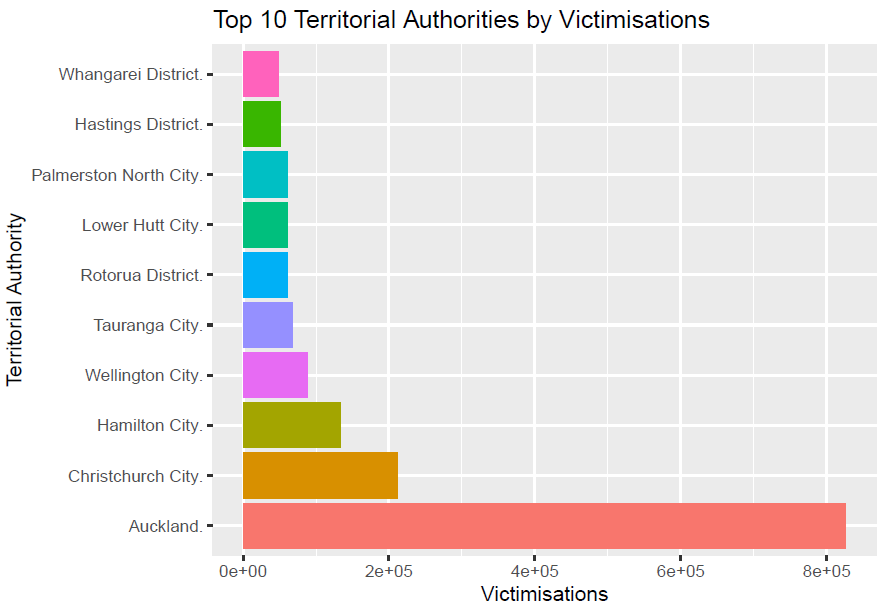 Top 10 Territorial Authorities by Victimisations
Territorial Authority
Whangarei District.
Hastings District.
Palmerston North City.
Lower Hutt City.
Rotorua District.
Tauranga City.
Wellington City.
Hamilton City.
Christchurch City.
Auckland.
0e+00 2e+05 4e+05 6e+05 8e+05
Victimisations